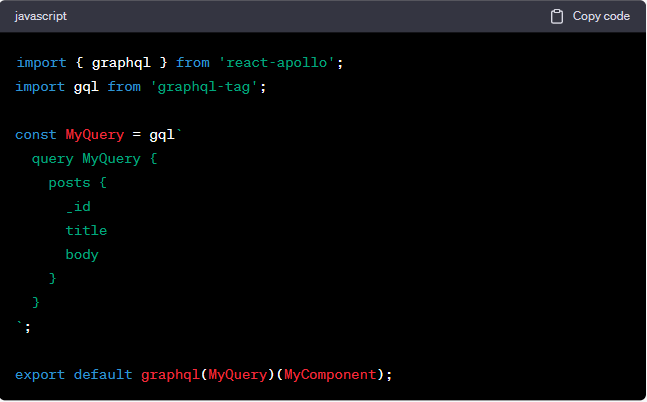 javascript
Copy code
import { graphql } from 'react-apollo';
import gql from 'graphql-tag';
const MyQuery = gql`
  query MyQuery {
    posts {
      _id
      title
      body
    }
  }
`;
export default graphql(MyQuery)(MyComponent);